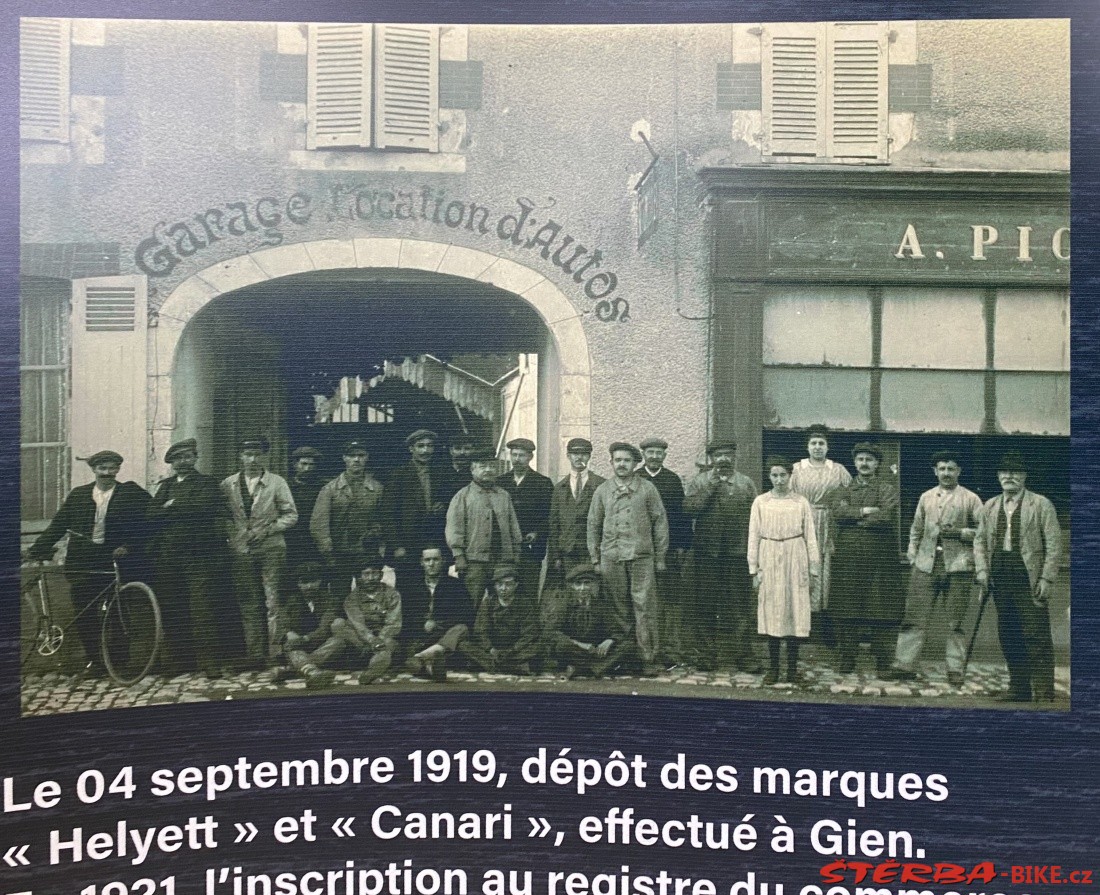 Garage Location d'Autos
A. PIC
Le 04 septembre 1919, dépôt des marques
« Helyett » et « Canari », effectué à Gien.
1921, l'inscription au registre du
ŠTĚRBA-BIKE.cz